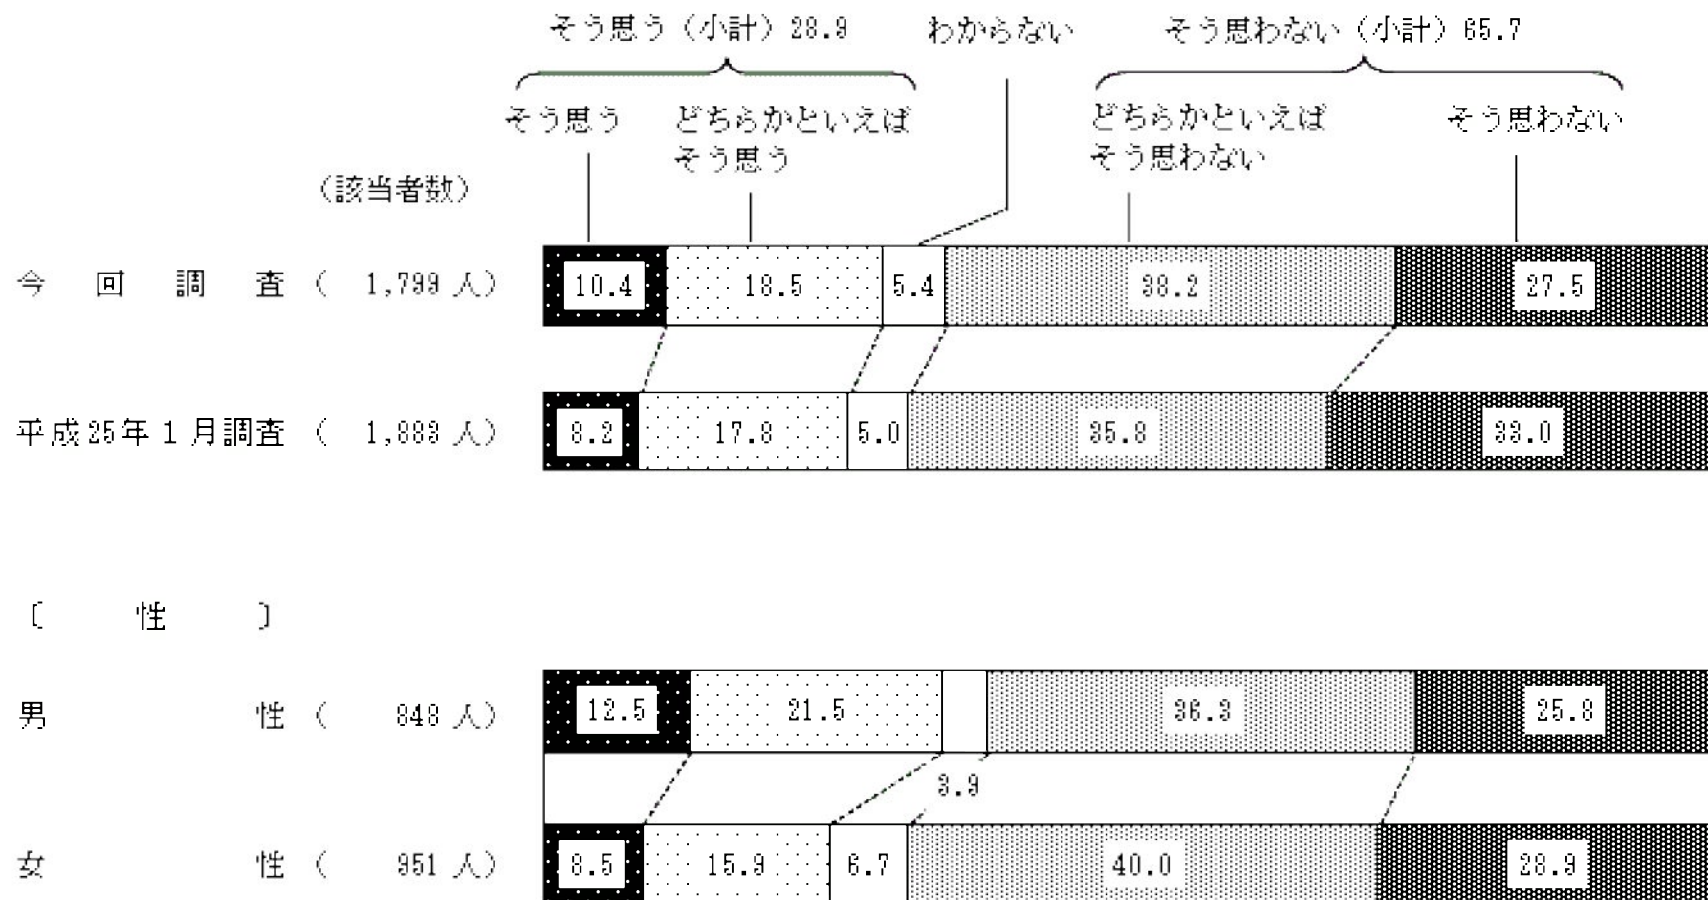 そう思う（小計）28.9
わからない
そう思わない（小計）65.7
そう思う
どちらかといえば
そう思う
どちらかといえば
そう思わない
そう思わない
（該当者数）
今回調査（ 1,799 人） 10.4 18.5 5.4 38.2 27.5
平成25年１月調査（ 1,883 人） 8.2 17.8 5.0 35.8 33.0
〔 性 〕
男性（ 848 人） 12.5 21.5 36.3 25.8
3.9
女性（ 951 人） 8.5 15.9 6.7 40.0 28.9